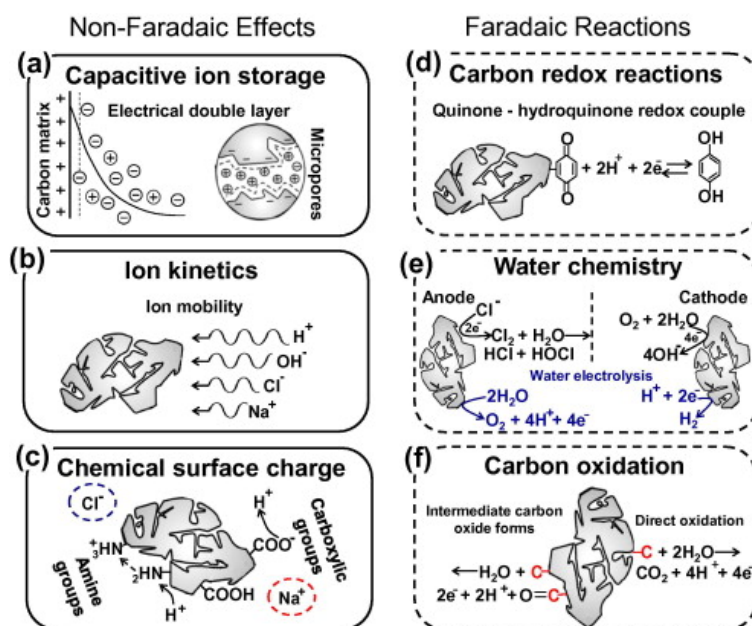 Non-Faradaic Effects
Faradaic Reactions
(a)
Capacitive ion storage
Electrical double layer
Carbon matrix
Micropores
(b)
Ion kinetics
Ion mobility
H⁺
OH⁻
Cl⁻
Na⁺
(c)
Chemical surface charge
Cl⁻
H⁺
Carboxylic groups
COO⁻
⁺₃HN
₂HN
Amine groups
H⁺
COOH
Na⁺
(d)
Carbon redox reactions
Quinone - hydroquinone redox couple
O
OH
+ 2H⁺ + 2e⁻
O
OH
(e)
Water chemistry
Anode
Cathode
Cl⁻
2e⁻
Cl₂ + H₂O
HCl + HOCl
O₂ + 2H₂O
4e⁻
4OH⁻
Water electrolysis
2H₂O
O₂ + 4H⁺+ 4e⁻
H⁺ + 2e⁻
H₂
(f)
Carbon oxidation
Intermediate carbon
oxide forms
Direct oxidation
C + 2H₂O
CO₂ + 4H⁺+ 4e⁻
H₂O + C
2e⁻ + 2H⁺+ O=C